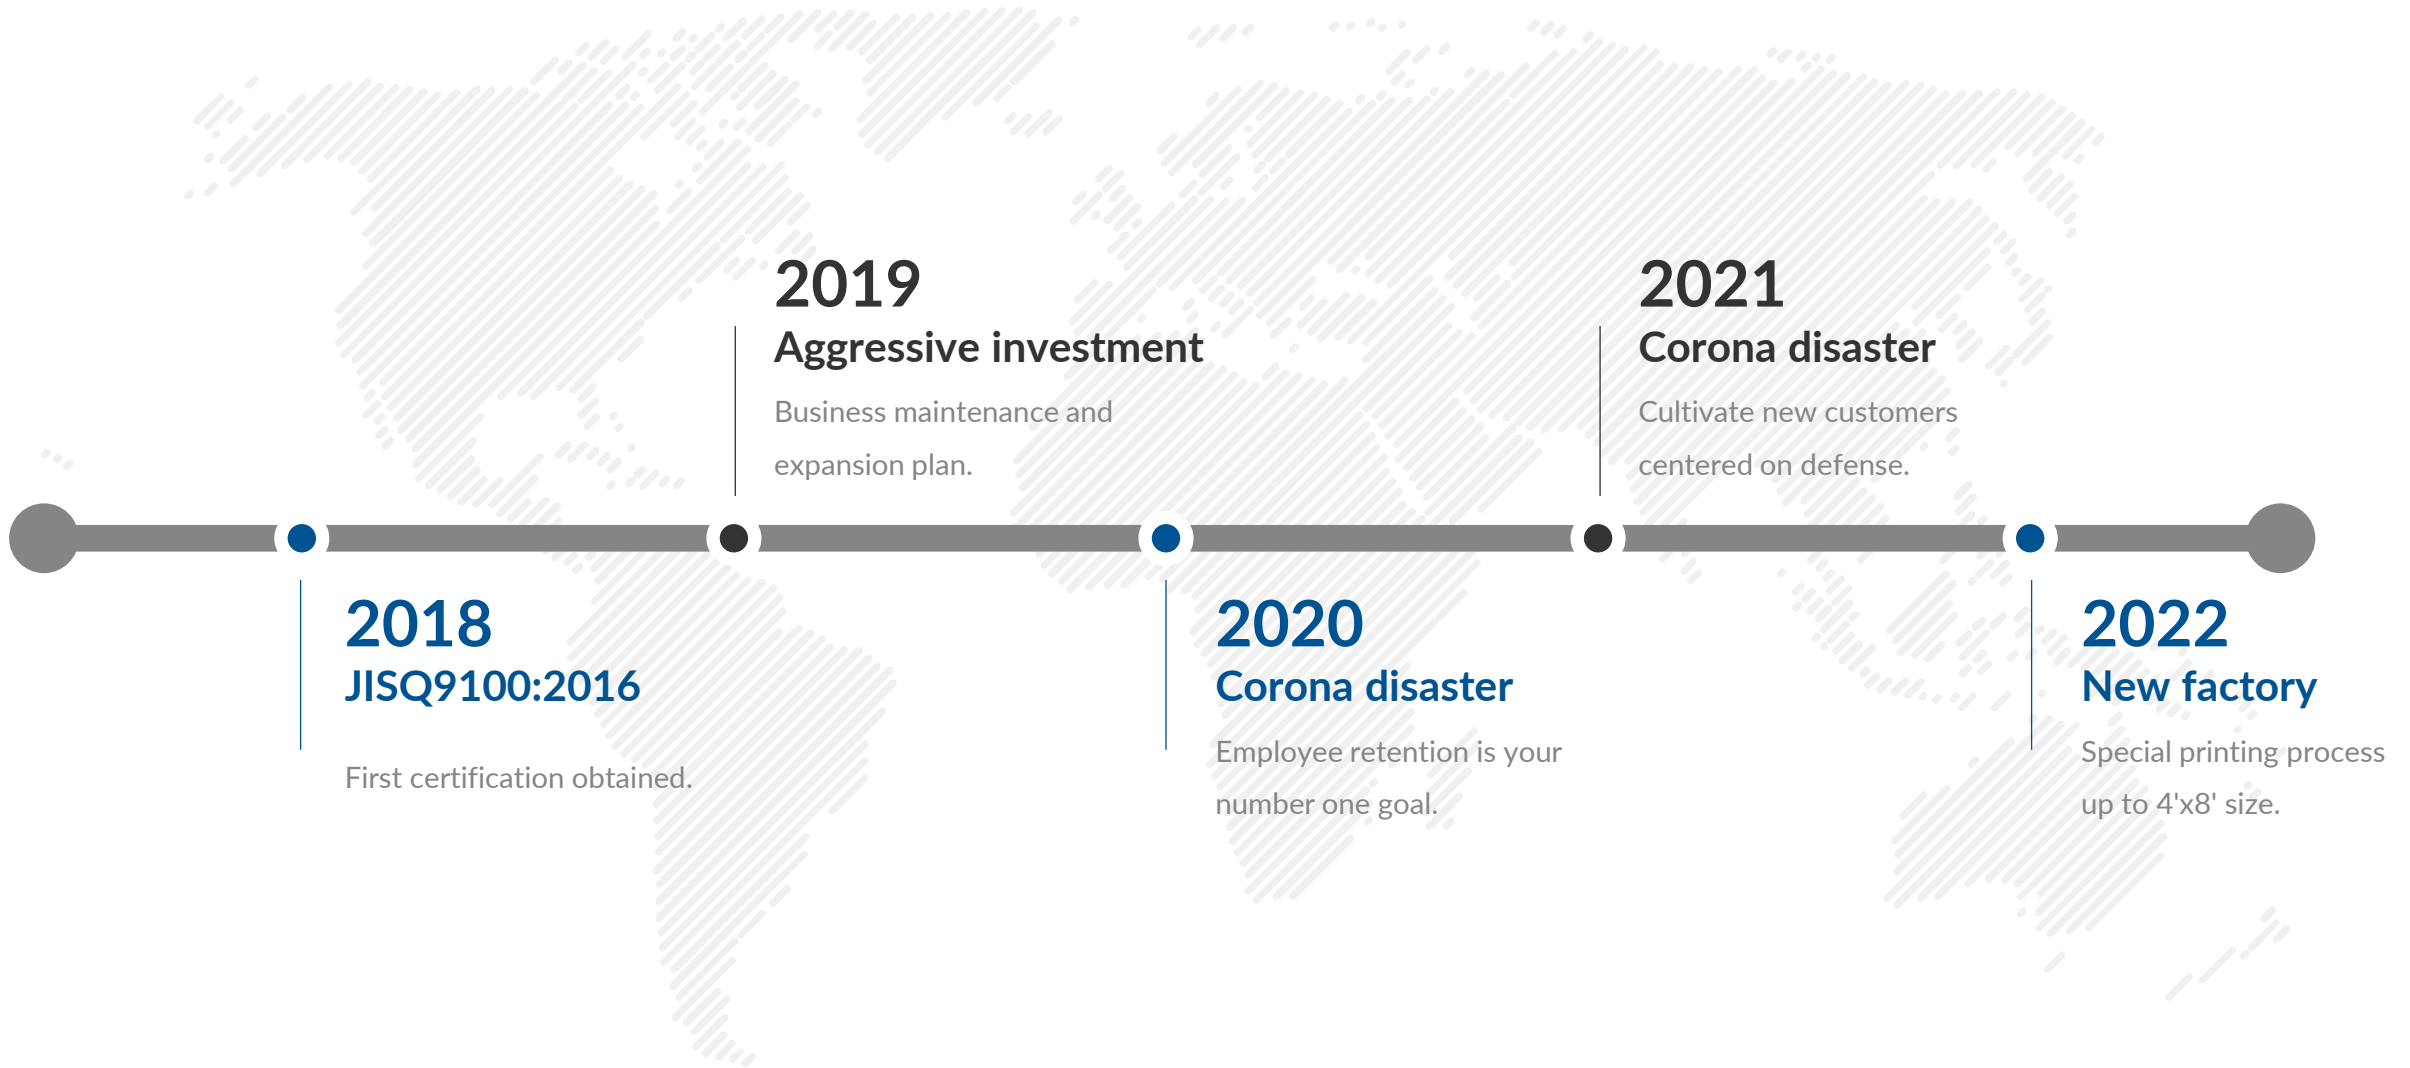 2019
Aggressive investment
Business maintenance and
expansion plan.
2021
Corona disaster
Cultivate new customers
centered on defense.
2018
JISQ9100:2016
First certification obtained.
2020
Corona disaster
Employee retention is your
number one goal.
2022
New factory
Special printing process
up to 4'x8' size.